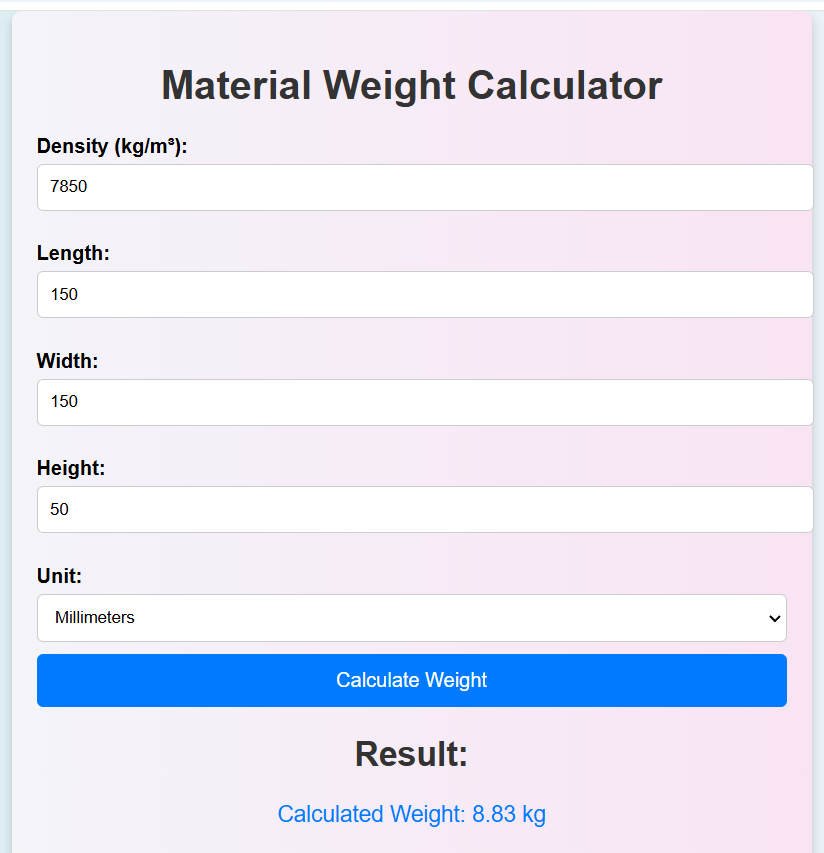 Material Weight Calculator
Density (kg/m³):
7850
Length:
150
Width:
150
Height:
50
Unit:
Millimeters
Calculate Weight
Result:
Calculated Weight: 8.83 kg